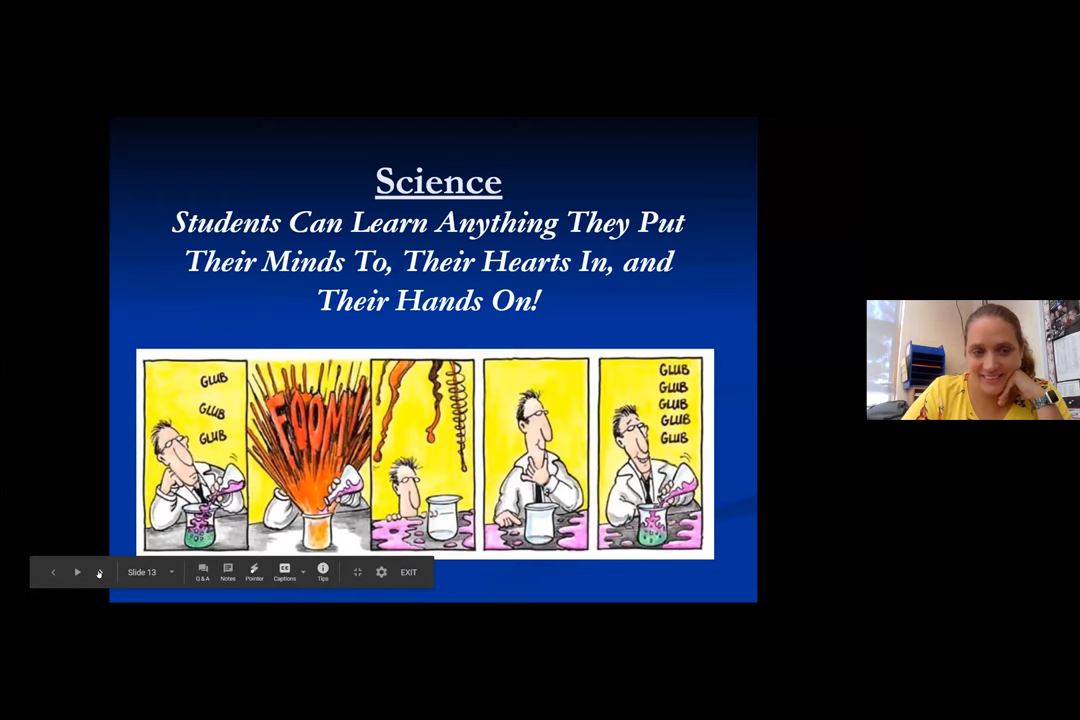 Science
Students Can Learn Anything They Put
Their Minds To, Their Hearts In, and
Their Hands On!
GLUB
GLUB
GLUB
FOOM!
GLUB
GLUB
GLUB
GLUB
GLUB
Slide 13
Q & A
Notes
Pointer
Captions
Tips
EXIT